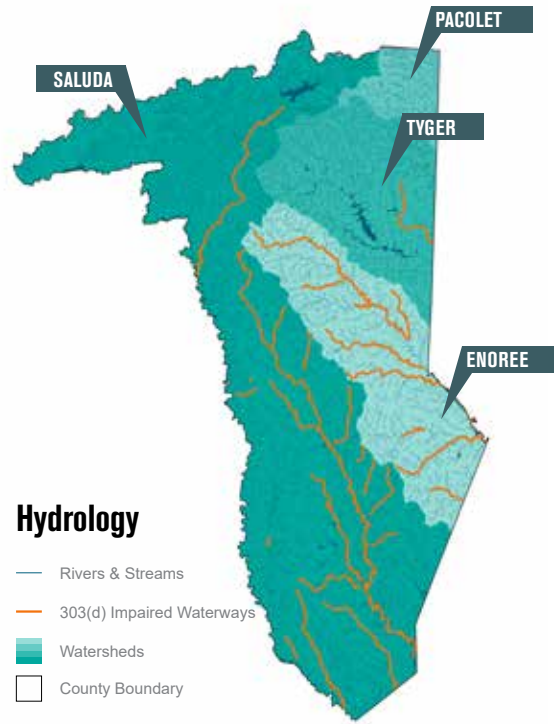 PACOLET
SALUDA
TYGER
ENOREE
Hydrology
Rivers & Streams
303(d) Impaired Waterways
Watersheds
County Boundary